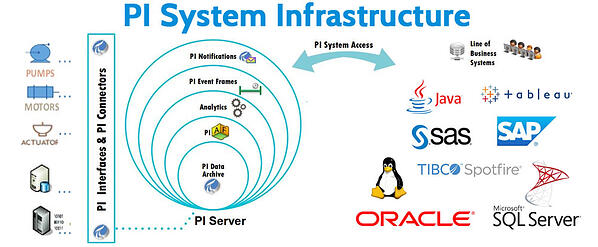 PI System Infrastructure
PUMPS
MOTORS
ACTUATOF
PI Interfaces & PI Connectors
PI Notifications
PI Event Frames
Analytics
PI AF
PI Data
Archive
PI Server
PI System Access
Line of
Business
Systems
Java
+ableau
sas
SAP
TIBCO Spotfire
ORACLE
Microsoft
SQL Server